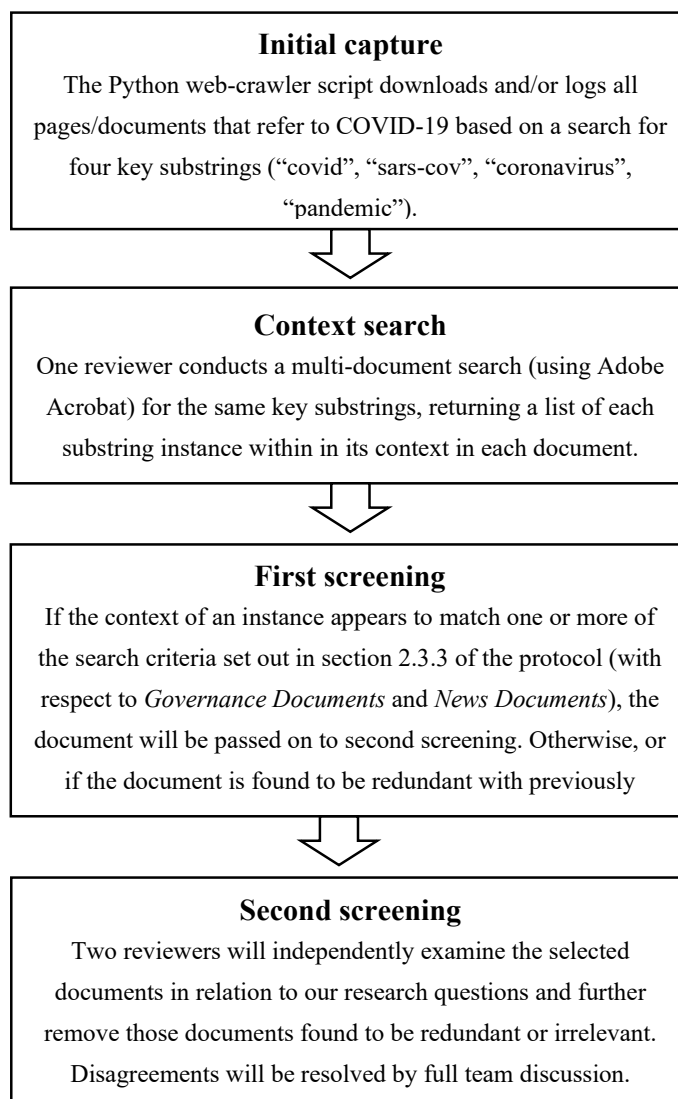 Initial capture
The Python web-crawler script downloads and/or logs all
pages/documents that refer to COVID-19 based on a search for
four key substrings (“covid”, “sars-cov”, “coronavirus”,
“pandemic”).
Context search
One reviewer conducts a multi-document search (using Adobe
Acrobat) for the same key substrings, returning a list of each
substring instance within in its context in each document.
First screening
If the context of an instance appears to match one or more of
the search criteria set out in section 2.3.3 of the protocol (with
respect to Governance Documents and News Documents), the
document will be passed on to second screening. Otherwise, or
if the document is found to be redundant with previously
Second screening
Two reviewers will independently examine the selected
documents in relation to our research questions and further
remove those documents found to be redundant or irrelevant.
Disagreements will be resolved by full team discussion.